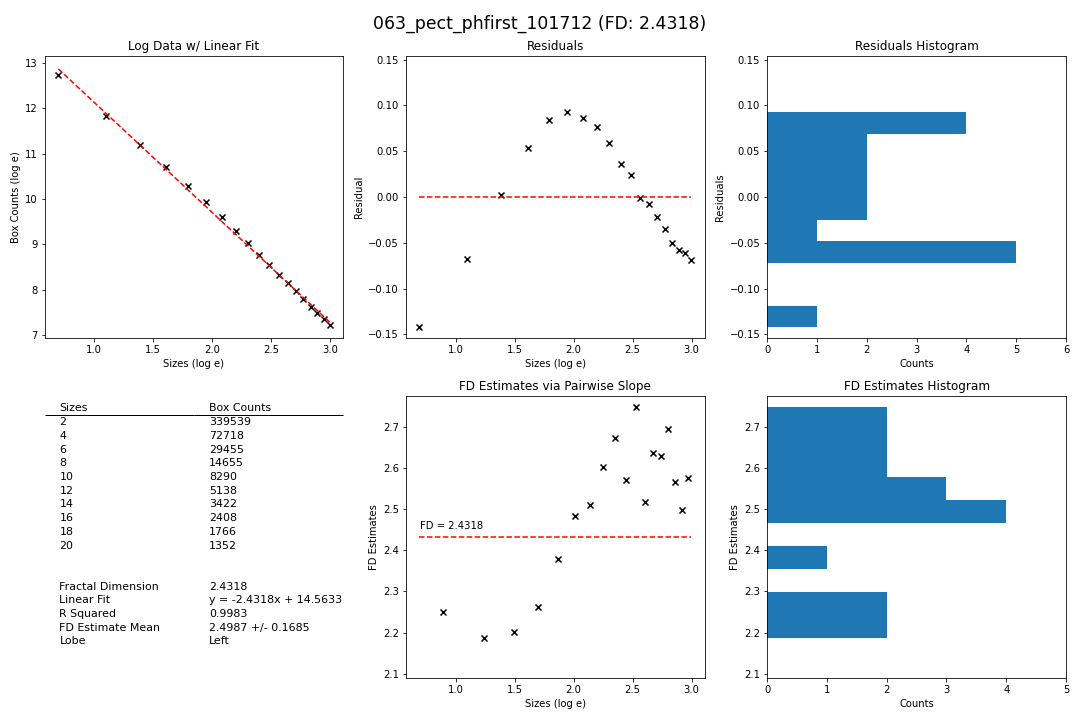 063_pect_phfirst_101712 (FD: 2.4318)
Log Data w/ Linear Fit
13
12
11
10
9
8
7
Box Counts (log e)
1.0 1.5 2.0 2.5 3.0
Sizes (log e)
Residuals
0.15
0.10
0.05
0.00
−0.05
−0.10
−0.15
Residual
1.0 1.5 2.0 2.5 3.0
Sizes (log e)
Residuals Histogram
0.15
0.10
0.05
0.00
−0.05
−0.10
−0.15
Residuals
0 1 2 3 4 5 6
Counts
Sizes Box Counts
2 339539
4 72718
6 29455
8 14655
10 8290
12 5138
14 3422
16 2408
18 1766
20 1352
Fractal Dimension 2.4318
Linear Fit y = -2.4318x + 14.5633
R Squared 0.9983
FD Estimate Mean 2.4987 +/- 0.1685
Lobe Left
FD Estimates via Pairwise Slope
2.7
2.6
2.5
2.4
2.3
2.2
2.1
FD Estimates
FD = 2.4318
1.0 1.5 2.0 2.5 3.0
Sizes (log e)
FD Estimates Histogram
2.7
2.6
2.5
2.4
2.3
2.2
2.1
FD Estimates
0 1 2 3 4 5
Counts